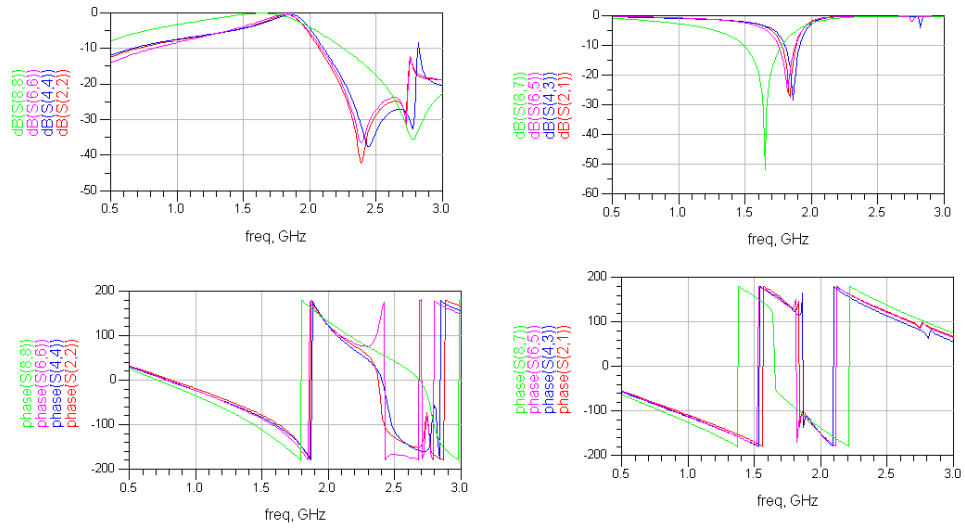 0
-10
-20
-30
-40
-50
0.5 1.0 1.5 2.0 2.5 3.0
freq, GHz
dB(S(8,8))
dB(S(6,6))
dB(S(4,4))
dB(S(2,2))
0
-10
-20
-30
-40
-50
-60
0.5 1.0 1.5 2.0 2.5 3.0
freq, GHz
dB(S(8,7))
dB(S(6,5))
dB(S(4,3))
dB(S(2,1))
200
100
0
-100
-200
0.5 1.0 1.5 2.0 2.5 3.0
freq, GHz
phase(S(8,8))
phase(S(6,6))
phase(S(4,4))
phase(S(2,2))
200
100
0
-100
-200
0.5 1.0 1.5 2.0 2.5 3.0
freq, GHz
phase(S(8,7))
phase(S(6,5))
phase(S(4,3))
phase(S(2,1))